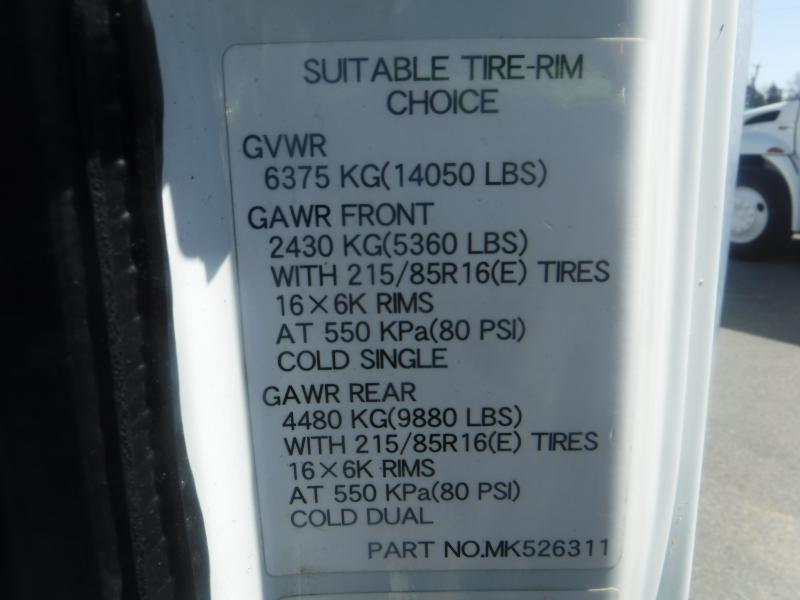 SUITABLE TIRE-RIM
CHOICE
GVWR
6375 KG(14050 LBS)
GAWR FRONT
2430 KG(5360 LBS)
WITH 215/85R16(E) TIRES
16×6K RIMS
AT 550 KPa(80 PSI)
COLD SINGLE
GAWR REAR
4480 KG(9880 LBS)
WITH 215/85R16(E) TIRES
16×6K RIMS
AT 550 KPa(80 PSI)
COLD DUAL
PART NO.MK526311